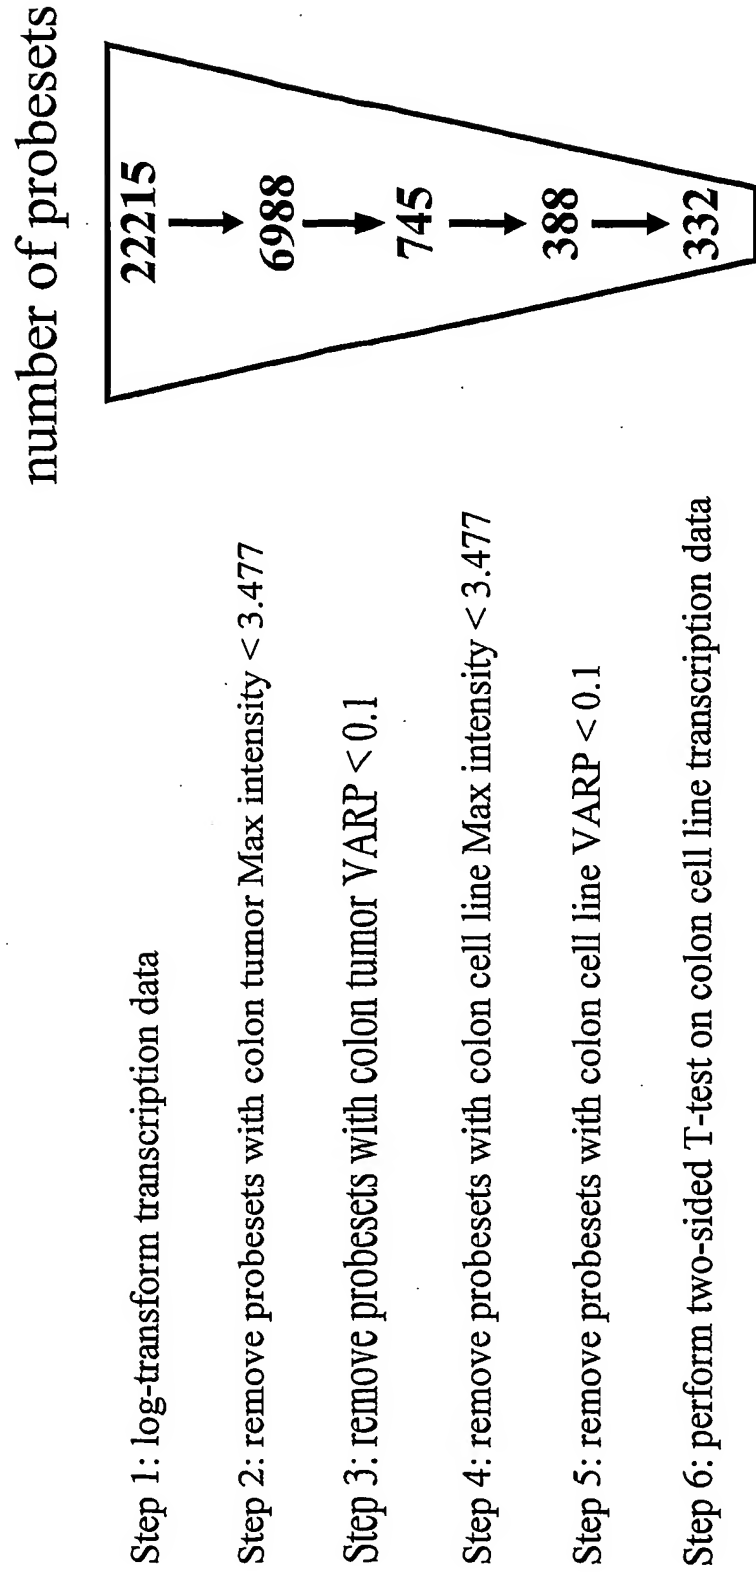 number of probesets
Step 1: log-transform transcription data
22215
Step 2: remove probesets with colon tumor Max intensity < 3.477
6988
Step 3: remove probesets with colon tumor VARP < 0.1
745
Step 4: remove probesets with colon cell line Max intensity < 3.477
388
Step 5: remove probesets with colon cell line VARP < 0.1
332
Step 6: perform two-sided T-test on colon cell line transcription data